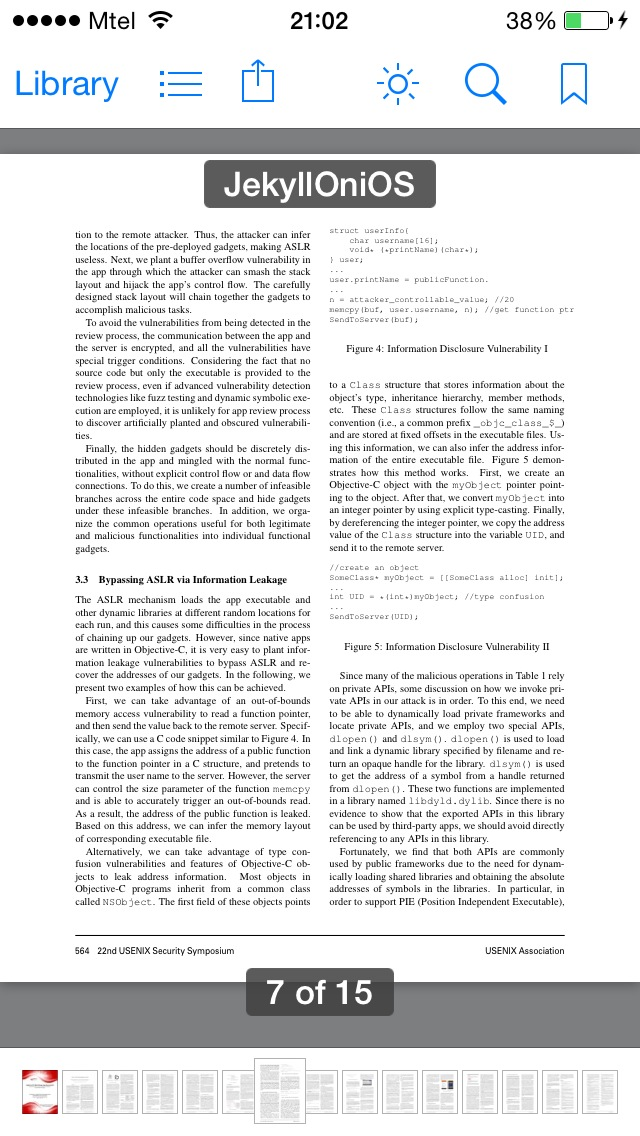 Mtel 21:02 38%
Library
JekyllOniOS
tion to the remote attacker. Thus, the attacker can infer
the locations of the pre-deployed gadgets, making ASLR
useless. Next, we plant a buffer overflow vulnerability in
the app through which the attacker can smash the stack
layout and hijack the app's control flow. The carefully
designed stack layout will chain together the gadgets to
accomplish malicious tasks.
To avoid the vulnerabilities from being detected in the
review process, the communication between the app and
the server is encrypted, and all the vulnerabilities have
special trigger conditions. Considering the fact that no
source code but only the executable is provided to the
review process, even if advanced vulnerability detection
technologies like fuzz testing and dynamic symbolic exe-
cution are employed, it is unlikely for app review process
to discover artificially planted and obscured vulnerabili-
ties.
Finally, the hidden gadgets should be discretely dis-
tributed in the app and mingled with the normal func-
tionalities, without explicit control flow or and data flow
connections. To do this, we create a number of infeasible
branches across the entire code space and hide gadgets
under these infeasible branches. In addition, we orga-
nize the common operations useful for both legitimate
and malicious functionalities into individual functional
gadgets.
3.3 Bypassing ASLR via Information Leakage
The ASLR mechanism loads the app executable and
other dynamic libraries at different random locations for
each run, and this causes some difficulties in the process
of chaining up our gadgets. However, since native apps
are written in Objective-C, it is very easy to plant infor-
mation leakage vulnerabilities to bypass ASLR and re-
cover the addresses of our gadgets. In the following, we
present two examples of how this can be achieved.
First, we can take advantage of an out-of-bounds
memory access vulnerability to read a function pointer,
and then send the value back to the remote server. Specif-
ically, we can use a C code snippet similar to Figure 4. In
this case, the app assigns the address of a public function
to the function pointer in a C structure, and pretends to
transmit the user name to the server. However, the server
can control the size parameter of the function memcpy
and is able to accurately trigger an out-of-bounds read.
As a result, the address of the public function is leaked.
Based on this address, we can infer the memory layout
of corresponding executable file.
Alternatively, we can take advantage of type con-
fusion vulnerabilities and features of Objective-C ob-
jects to leak address information. Most objects in
Objective-C programs inherit from a common class
called NSObject. The first field of these objects points
struct userInfo{
char username[16];
void* (*printName)(char*);
} user;
...
user.printName = publicFunction.
...
n = attacker_controllable_value; //20
memcpy(buf, user.username, n); //get function ptr
SendToServer(buf);
Figure 4: Information Disclosure Vulnerability I
to a Class structure that stores information about the
object's type, inheritance hierarchy, member methods,
etc. These Class structures follow the same naming
convention (i.e., a common prefix _objc_class_$_)
and are stored at fixed offsets in the executable files. Us-
ing this information, we can also infer the address infor-
mation of the entire executable file. Figure 5 demon-
strates how this method works. First, we create an
Objective-C object with the myObject pointer point-
ing to the object. After that, we convert myObject into
an integer pointer by using explicit type-casting. Finally,
by dereferencing the integer pointer, we copy the address
value of the Class structure into the variable UID, and
send it to the remote server.
//create an object
SomeClass* myObject = [[SomeClass alloc] init];
...
int UID = *(int*)myObject; //type confusion
...
SendToServer(UID);
Figure 5: Information Disclosure Vulnerability II
Since many of the malicious operations in Table 1 rely
on private APIs, some discussion on how we invoke pri-
vate APIs in our attack is in order. To this end, we need
to be able to dynamically load private frameworks and
locate private APIs, and we employ two special APIs,
dlopen() and dlsym(). dlopen() is used to load
and link a dynamic library specified by filename and re-
turn an opaque handle for the library. dlsym() is used
to get the address of a symbol from a handle returned
from dlopen(). These two functions are implemented
in a library named libdyld.dylib. Since there is no
evidence to show that the exported APIs in this library
can be used by third-party apps, we should avoid directly
referencing to any APIs in this library.
Fortunately, we find that both APIs are commonly
used by public frameworks due to the need for dynam-
ically loading shared libraries and obtaining the absolute
addresses of symbols in the libraries. In particular, in
order to support PIE (Position Independent Executable),
564 22nd USENIX Security Symposium USENIX Association
7 of 15